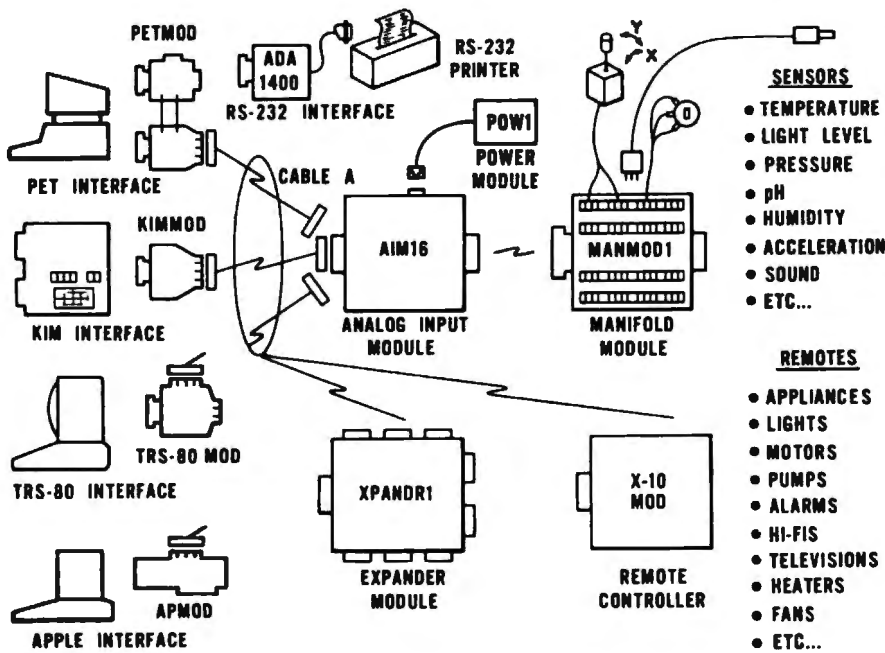 PETMOD
PET INTERFACE
ADA
1400
RS-232 INTERFACE
RS-232
PRINTER
POW1
POWER
MODULE
CABLE A
KIMMOD
KIM INTERFACE
AIM16
ANALOG INPUT
MODULE
Y
X
MANMOD1
MANIFOLD
MODULE
TRS-80 MOD
TRS-80 INTERFACE
APMOD
APPLE INTERFACE
XPANDR1
EXPANDER
MODULE
X-10
MOD
REMOTE
CONTROLLER
SENSORS
• TEMPERATURE
• LIGHT LEVEL
• PRESSURE
• pH
• HUMIDITY
• ACCELERATION
• SOUND
• ETC...
REMOTES
• APPLIANCES
• LIGHTS
• MOTORS
• PUMPS
• ALARMS
• HI-FIS
• TELEVISIONS
• HEATERS
• FANS
• ETC...